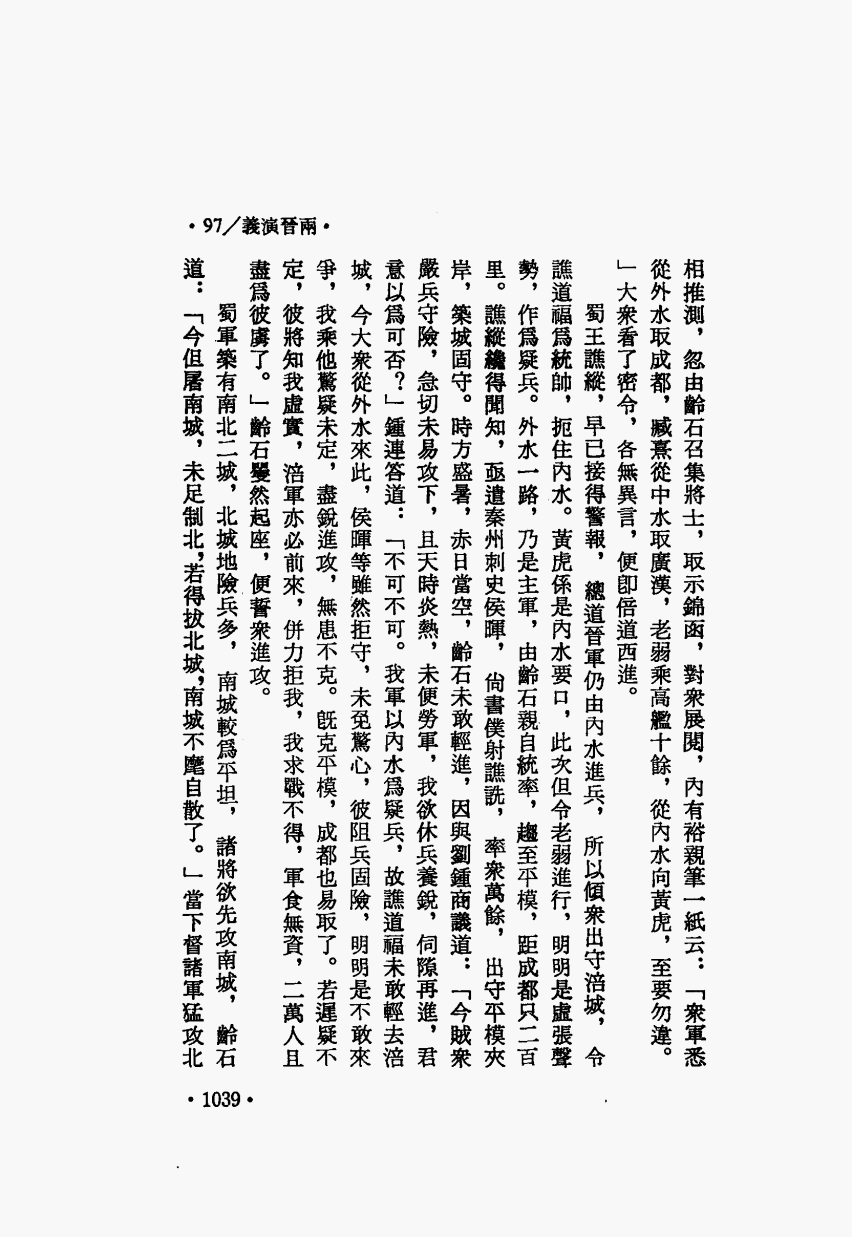 •97／義演晉兩•
相推測，忽由齡石召集將士，取示錦函，對衆展閱，內有裕親筆一紙云：「衆軍悉
從外水取成都，臧熹從中水取廣漢，老弱乘高艦十餘，從內水向黃虎，至要勿違。
」大衆看了密令，各無異言，便卽倍道西進。
蜀王譙縱，早已接得警報，總道晉軍仍由內水進兵，所以傾衆出守涪城，令
譙道福爲統帥，扼住內水。黃虎係是內水要口，此次但令老弱進行，明明是虛張聲
勢，作爲疑兵。外水一路，乃是主軍，由齡石親自統率，趨至平模，距成都只二百
里。譙縱纔得聞知，亟遣秦州刺史侯暉，尙書僕射譙詵，率衆萬餘，出守平模夾
岸，築城固守。時方盛暑，赤日當空，齡石未敢輕進，因與劉鍾商議道：「今賊衆
嚴兵守險，急切未易攻下，且天時炎熱，未便勞軍，我欲休兵養銳，伺隙再進，君
意以爲可否？」鍾連答道：「不可不可。我軍以內水爲疑兵，故譙道福未敢輕去涪
城，今大衆從外水來此，侯暉等雖然拒守，未免驚心，彼阻兵固險，明明是不敢來
爭，我乘他驚疑未定，盡銳進攻，無患不克。旣克平模，成都也易取了。若遲疑不
定，彼將知我虛實，涪軍亦必前來，併力拒我，我求戰不得，軍食無資，二萬人且
盡爲彼虜了。」齡石矍然起座，便誓衆進攻。
蜀軍築有南北二城，北城地險兵多，南城較爲平坦，諸將欲先攻南城，齡石
道：「今但屠南城，未足制北，若得拔北城，南城不麾自散了。」當下督諸軍猛攻北
•1039•